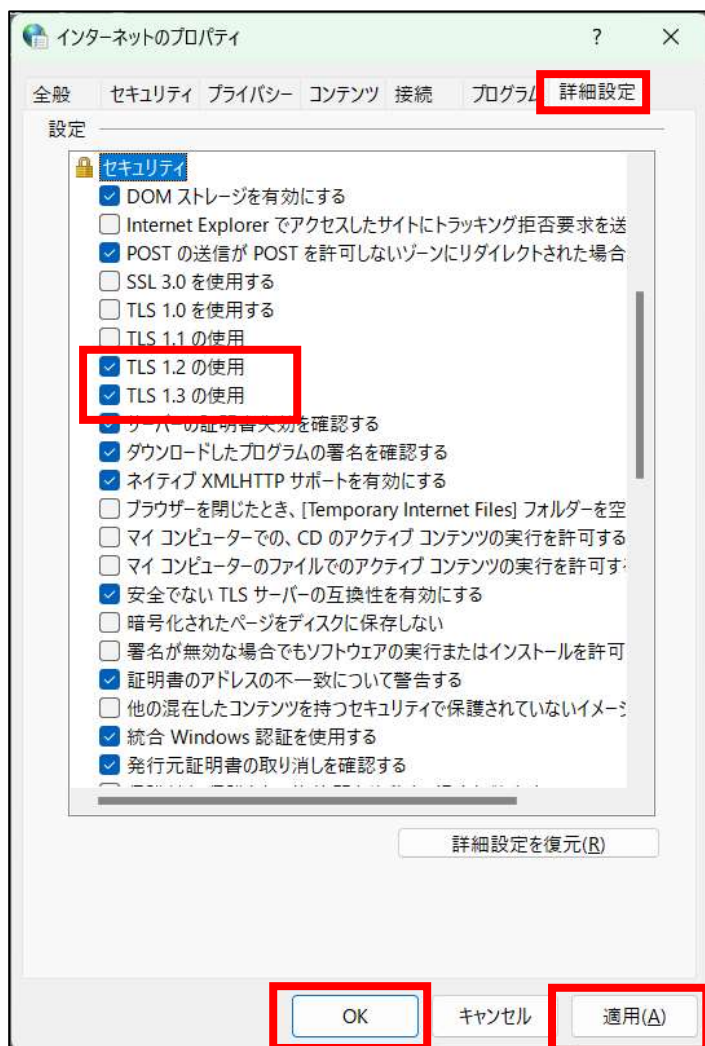 インターネットのプロパティ ? ×
全般 セキュリティ プライバシー コンテンツ 接続 プログラム 詳細設定
設定
セキュリティ
DOM ストレージを有効にする
Internet Explorer でアクセスしたサイトにトラッキング拒否要求を送
POST の送信が POST を許可しないゾーンにリダイレクトされた場合
SSL 3.0 を使用する
TLS 1.0 を使用する
TLS 1.1 の使用
TLS 1.2 の使用
TLS 1.3 の使用
サーバーの証明書失効を確認する
ダウンロードしたプログラムの署名を確認する
ネイティブ XMLHTTP サポートを有効にする
ブラウザーを閉じたとき、[Temporary Internet Files] フォルダーを空
マイ コンピューターでの、CD のアクティブ コンテンツの実行を許可する
マイ コンピューターのファイルでのアクティブ コンテンツの実行を許可す
安全でない TLS サーバーの互換性を有効にする
暗号化されたページをディスクに保存しない
署名が無効な場合でもソフトウェアの実行またはインストールを許可
証明書のアドレスの不一致について警告する
他の混在したコンテンツを持つセキュリティで保護されていないイメージ
統合 Windows 認証を使用する
発行元証明書の取り消しを確認する
詳細設定を復元(R)
OK キャンセル 適用(A)